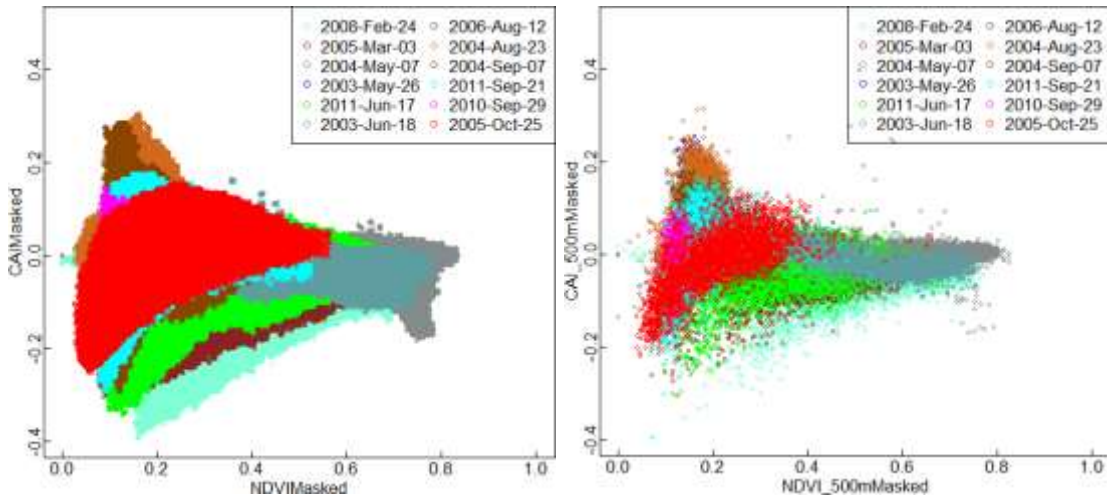 2008-Feb-24 2006-Aug-12
2005-Mar-03 2004-Aug-23
2004-May-07 2004-Sep-07
2003-May-26 2011-Sep-21
2011-Jun-17 2010-Sep-29
2003-Jun-18 2005-Oct-25
CAIMasked
0.4
0.2
0.0
-0.2
-0.4
0.0 0.2 0.4 0.6 0.8 1.0
NDVIMasked
2008-Feb-24 2006-Aug-12
2005-Mar-03 2004-Aug-23
2004-May-07 2004-Sep-07
2003-May-26 2011-Sep-21
2011-Jun-17 2010-Sep-29
2003-Jun-18 2005-Oct-25
CAI_500mMasked
0.4
0.2
0.0
-0.2
-0.4
0.0 0.2 0.4 0.6 0.8 1.0
NDVI_500mMasked